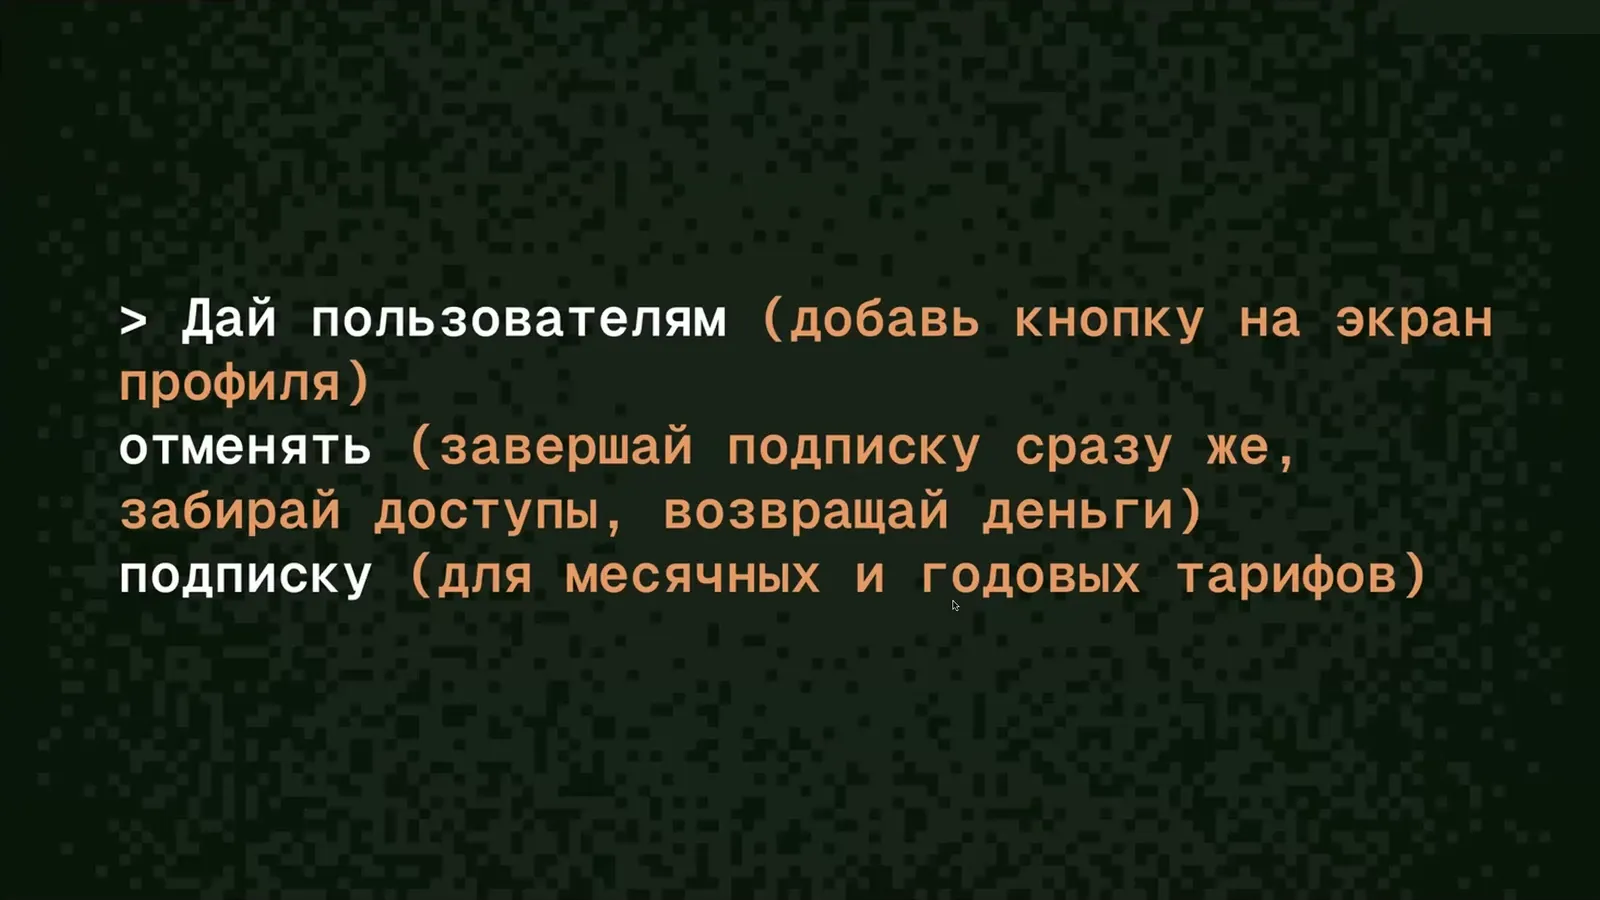 > Дай пользователям (добавь кнопку на экран
профиля)
отменять (завершай подписку сразу же,
забирай доступы, возвращай деньги)
подписку (для месячных и годовых тарифов)